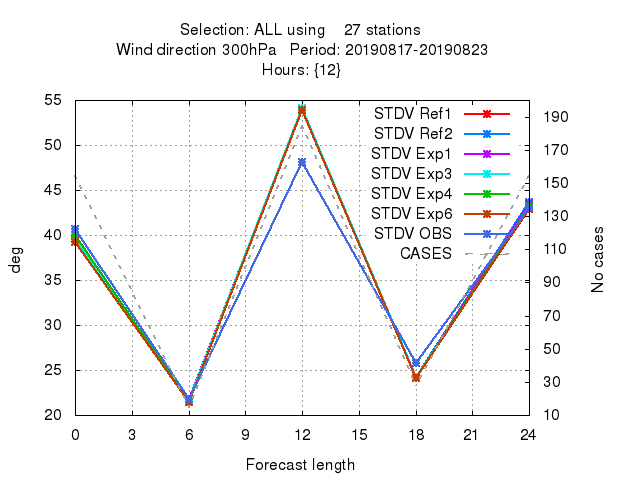 Selection: ALL using    27 stations
Wind direction 300hPa   Period: 20190817-20190823
Hours: {12}
STDV Ref1
STDV Ref2
STDV Exp1
STDV Exp3
STDV Exp4
STDV Exp6
STDV OBS
CASES
55
50
45
40
35
30
25
20
deg
190
170
150
130
110
90
70
50
30
10
No cases
0 3 6 9 12 15 18 21 24
Forecast length